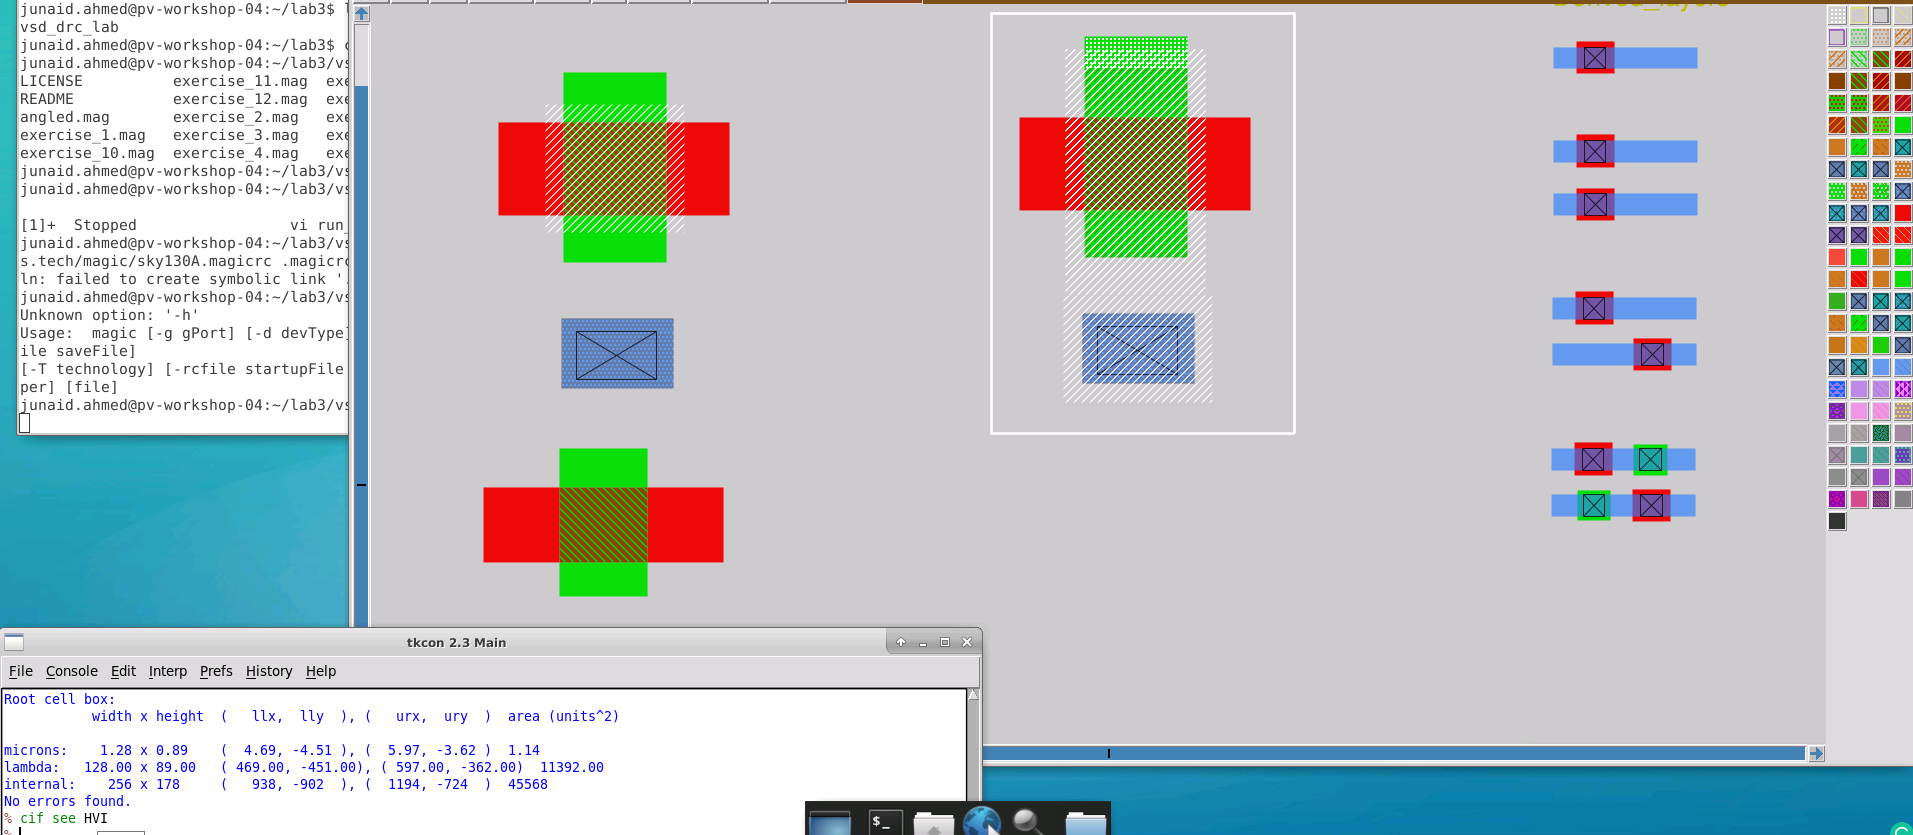 junaid.ahmed@pv-workshop-04:~/lab3$
vsd_drc_lab
junaid.ahmed@pv-workshop-04:~/lab3$
junaid.ahmed@pv-workshop-04:~/lab3/vs
LICENSE exercise_11.mag exe
README exercise_12.mag exe
angled.mag exercise_2.mag exe
exercise_1.mag exercise_3.mag exe
exercise_10.mag exercise_4.mag exe
junaid.ahmed@pv-workshop-04:~/lab3/vs
junaid.ahmed@pv-workshop-04:~/lab3/vs
[1]+ Stopped vi run_
junaid.ahmed@pv-workshop-04:~/lab3/vs
s.tech/magic/sky130A.magicrc .magicrc
ln: failed to create symbolic link '.
junaid.ahmed@pv-workshop-04:~/lab3/vs
Unknown option: '-h'
Usage: magic [-g gPort] [-d devType]
ile saveFile]
[-T technology] [-rcfile startupFile
per] [file]
junaid.ahmed@pv-workshop-04:~/lab3/vs
tkcon 2.3 Main
File Console Edit Interp Prefs History Help
Root cell box:
width x height ( llx, lly ), ( urx, ury ) area (units^2)
microns: 1.28 x 0.89 ( 4.69, -4.51 ), ( 5.97, -3.62 ) 1.14
lambda: 128.00 x 89.00 ( 469.00, -451.00), ( 597.00, -362.00) 11392.00
internal: 256 x 178 ( 938, -902 ), ( 1194, -724 ) 45568
No errors found.
% cif see HVI
%
$_